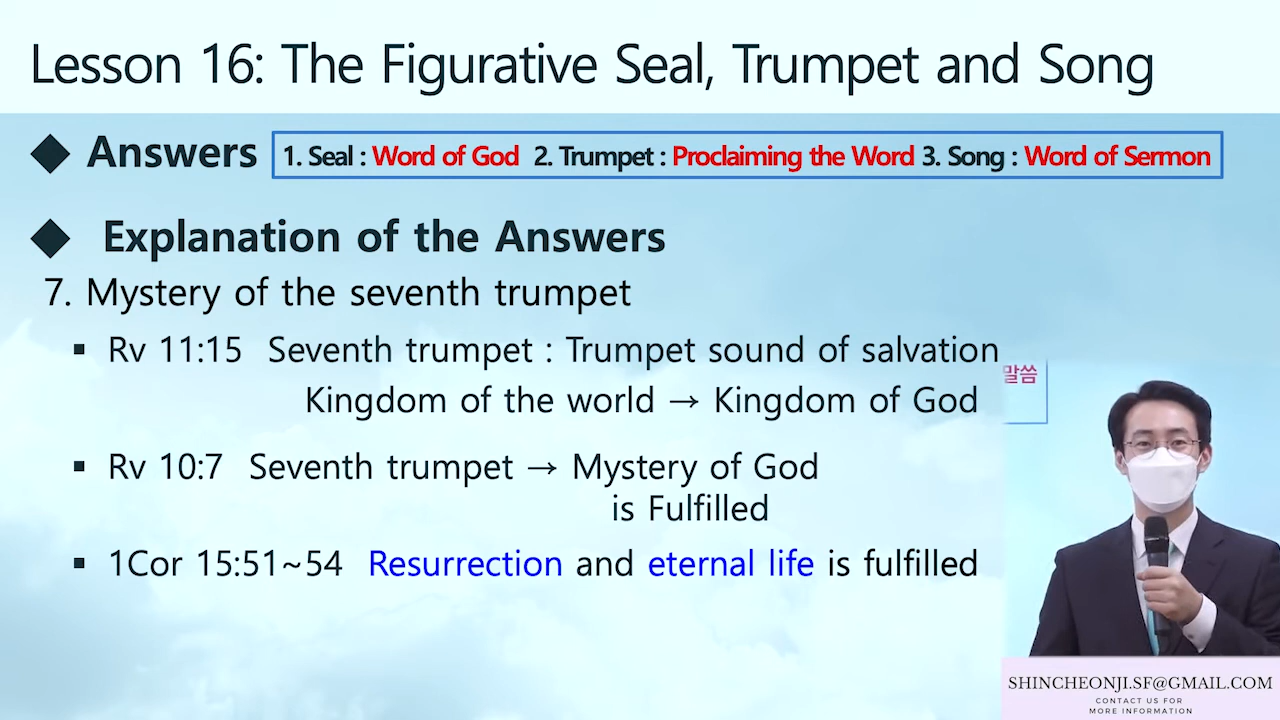 Lesson 16: The Figurative Seal, Trumpet and Song
◆ Answers 1. Seal : Word of God 2. Trumpet : Proclaiming the Word 3. Song : Word of Sermon
◆ Explanation of the Answers
7. Mystery of the seventh trumpet
▪ Rv 11:15 Seventh trumpet : Trumpet sound of salvation
말씀
Kingdom of the world → Kingdom of God
▪ Rv 10:7 Seventh trumpet → Mystery of God
is Fulfilled
▪ 1Cor 15:51~54 Resurrection and eternal life is fulfilled
SHINCHEONJI.SF@GMAIL.COM
CONTACT US FOR
MORE INFORMATION